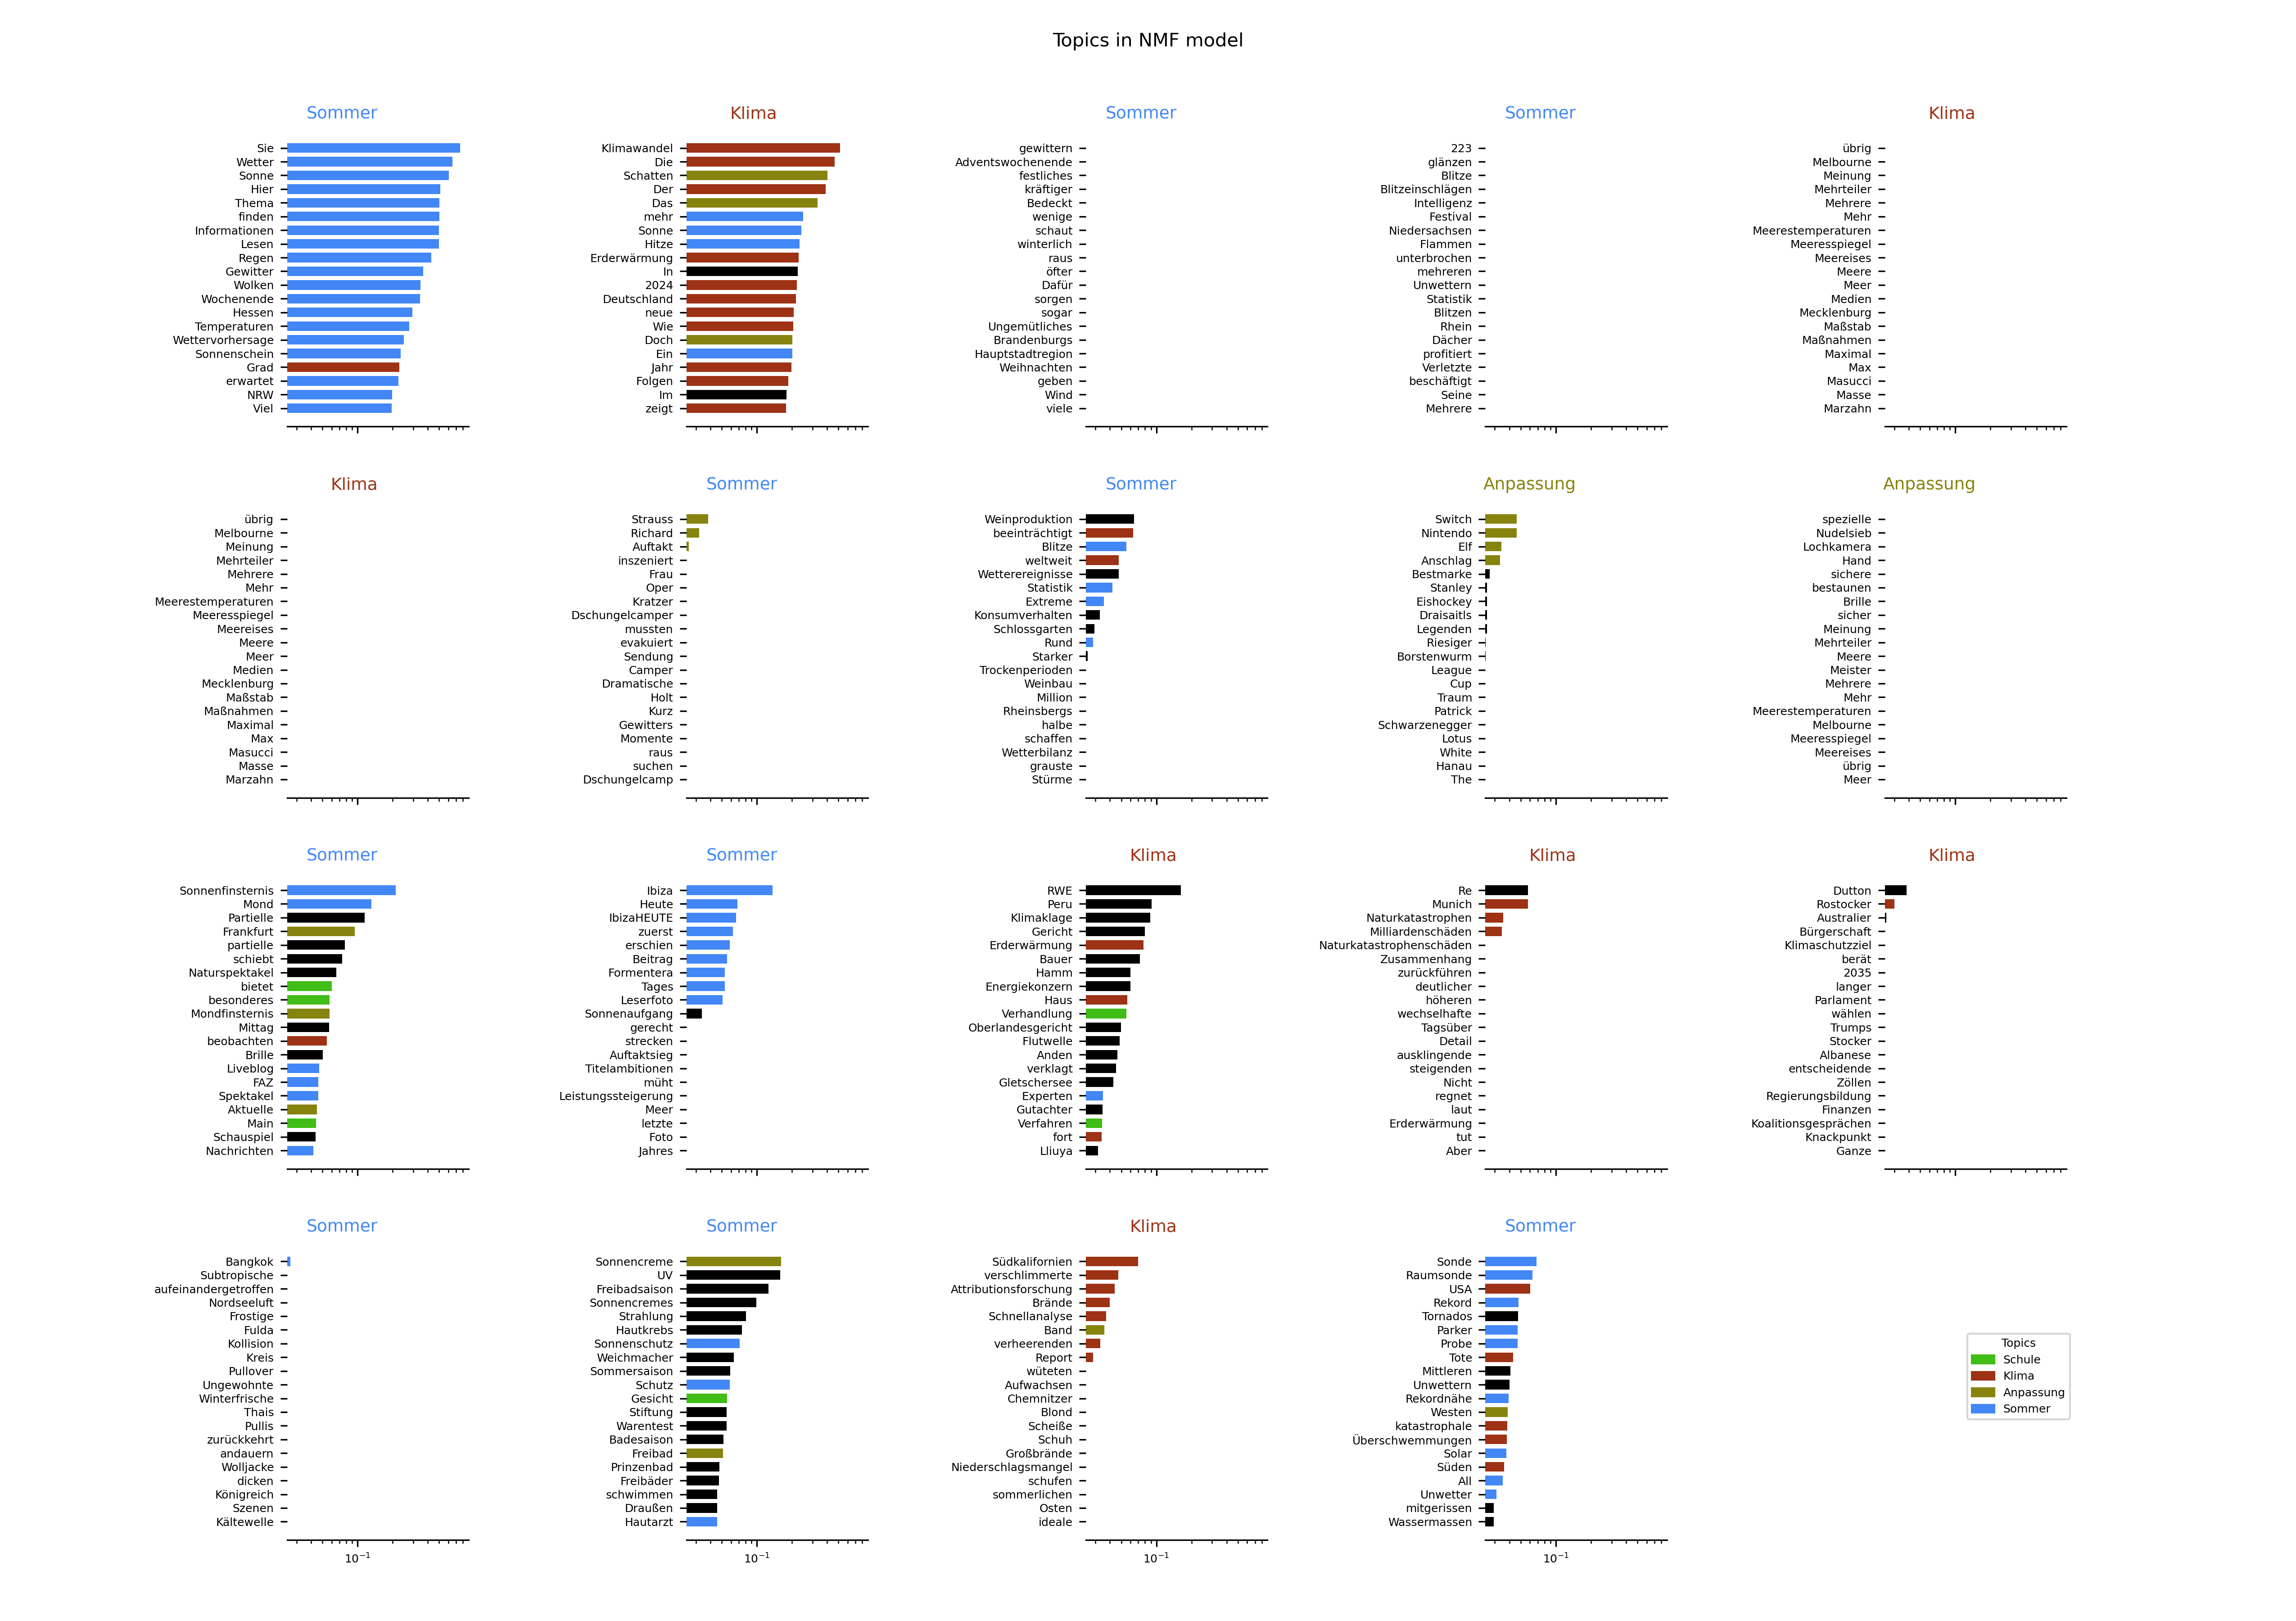 Topics in NMF model
Sommer
Sie
Wetter
Sonne
Hier
Thema
finden
Informationen
Lesen
Regen
Gewitter
Wolken
Wochenende
Hessen
Temperaturen
Wettervorhersage
Sonnenschein
Grad
erwartet
NRW
Viel
Klima
Klimawandel
Die
Schatten
Der
Das
mehr
Sonne
Hitze
Erderwärmung
In
2024
Deutschland
neue
Wie
Doch
Ein
Jahr
Folgen
Im
zeigt
Sommer
gewittern
Adventswochenende
festliches
kräftiger
Bedeckt
wenige
schaut
winterlich
raus
öfter
Dafür
sorgen
sogar
Ungemütliches
Brandenburgs
Hauptstadtregion
Weihnachten
geben
Wind
viele
Sommer
223
glänzen
Blitze
Blitzeinschlägen
Intelligenz
Festival
Niedersachsen
Flammen
unterbrochen
mehreren
Unwettern
Statistik
Blitzen
Rhein
Dächer
profitiert
Verletzte
beschäftigt
Seine
Mehrere
Klima
übrig
Melbourne
Meinung
Mehrteiler
Mehrere
Mehr
Meerestemperaturen
Meeresspiegel
Meereises
Meere
Meer
Medien
Mecklenburg
Maßstab
Maßnahmen
Maximal
Max
Masucci
Masse
Marzahn
Klima
übrig
Melbourne
Meinung
Mehrteiler
Mehrere
Mehr
Meerestemperaturen
Meeresspiegel
Meereises
Meere
Meer
Medien
Mecklenburg
Maßstab
Maßnahmen
Maximal
Max
Masucci
Masse
Marzahn
Sommer
Strauss
Richard
Auftakt
inszeniert
Frau
Oper
Kratzer
Dschungelcamper
mussten
evakuiert
Sendung
Camper
Dramatische
Holt
Kurz
Gewitters
Momente
raus
suchen
Dschungelcamp
Sommer
Weinproduktion
beeinträchtigt
Blitze
weltweit
Wetterereignisse
Statistik
Extreme
Konsumverhalten
Schlossgarten
Rund
Starker
Trockenperioden
Weinbau
Million
Rheinsbergs
halbe
schaffen
Wetterbilanz
grauste
Stürme
Anpassung
Switch
Nintendo
Elf
Anschlag
Bestmarke
Stanley
Eishockey
Draisaitls
Legenden
Riesiger
Borstenwurm
League
Cup
Traum
Patrick
Schwarzenegger
Lotus
White
Hanau
The
Anpassung
spezielle
Nudelsieb
Lochkamera
Hand
sichere
bestaunen
Brille
sicher
Meinung
Mehrteiler
Meere
Meister
Mehrere
Mehr
Meerestemperaturen
Melbourne
Meeresspiegel
Meereises
übrig
Meer
Sommer
Sonnenfinsternis
Mond
Partielle
Frankfurt
partielle
schiebt
Naturspektakel
bietet
besonderes
Mondfinsternis
Mittag
beobachten
Brille
Liveblog
FAZ
Spektakel
Aktuelle
Main
Schauspiel
Nachrichten
Sommer
Ibiza
Heute
IbizaHEUTE
zuerst
erschien
Beitrag
Formentera
Tages
Leserfoto
Sonnenaufgang
gerecht
strecken
Auftaktsieg
Titelambitionen
müht
Leistungssteigerung
Meer
letzte
Foto
Jahres
Klima
RWE
Peru
Klimaklage
Gericht
Erderwärmung
Bauer
Hamm
Energiekonzern
Haus
Verhandlung
Oberlandesgericht
Flutwelle
Anden
verklagt
Gletschersee
Experten
Gutachter
Verfahren
fort
Lliuya
Klima
Re
Munich
Naturkatastrophen
Milliardenschäden
Naturkatastrophenschäden
Zusammenhang
zurückführen
deutlicher
höheren
wechselhafte
Tagsüber
Detail
ausklingende
steigenden
Nicht
regnet
laut
Erderwärmung
tut
Aber
Klima
Dutton
Rostocker
Australier
Bürgerschaft
Klimaschutzziel
berät
2035
langer
Parlament
wählen
Trumps
Stocker
Albanese
entscheidende
Zöllen
Regierungsbildung
Finanzen
Koalitionsgesprächen
Knackpunkt
Ganze
Sommer
Bangkok
Subtropische
aufeinandergetroffen
Nordseeluft
Frostige
Fulda
Kollision
Kreis
Pullover
Ungewohnte
Winterfrische
Thais
Pullis
zurückkehrt
andauern
Wolljacke
dicken
Königreich
Szenen
Kältewelle
10⁻¹
Sommer
Sonnencreme
UV
Freibadsaison
Sonnencremes
Strahlung
Hautkrebs
Sonnenschutz
Weichmacher
Sommersaison
Schutz
Gesicht
Stiftung
Warentest
Badesaison
Freibad
Prinzenbad
Freibäder
schwimmen
Draußen
Hautarzt
10⁻¹
Klima
Südkalifornien
verschlimmerte
Attributionsforschung
Brände
Schnellanalyse
Band
verheerenden
Report
wüteten
Aufwachsen
Chemnitzer
Blond
Scheiße
Schuh
Großbrände
Niederschlagsmangel
schufen
sommerlichen
Osten
ideale
10⁻¹
Sommer
Sonde
Raumsonde
USA
Rekord
Tornados
Parker
Probe
Tote
Mittleren
Unwettern
Rekordnähe
Westen
katastrophale
Überschwemmungen
Solar
Süden
All
Unwetter
mitgerissen
Wassermassen
10⁻¹
Topics
Schule
Klima
Anpassung
Sommer